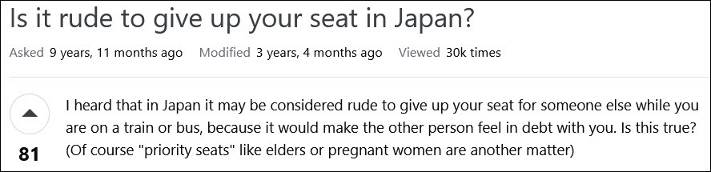 Is it rude to give up your seat in Japan?
Asked 9 years, 11 months ago Modified 3 years, 4 months ago Viewed 30k times
I heard that in Japan it may be considered rude to give up your seat for someone else while you
are on a train or bus, because it would make the other person feel in debt with you. Is this true?
81
(Of course "priority seats" like elders or pregnant women are another matter)